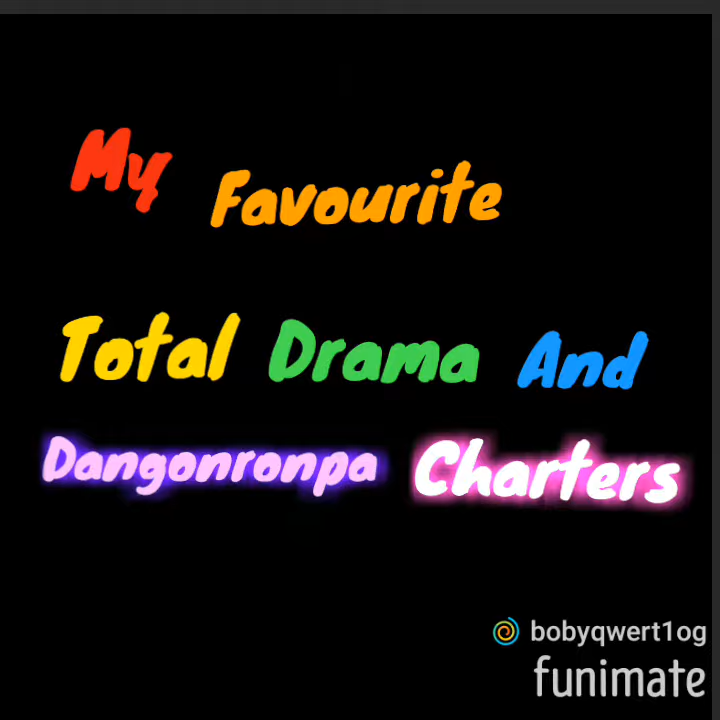 My Favourite
Total Drama And
Dangonronpa Charters
bobyqwert1og
funimate